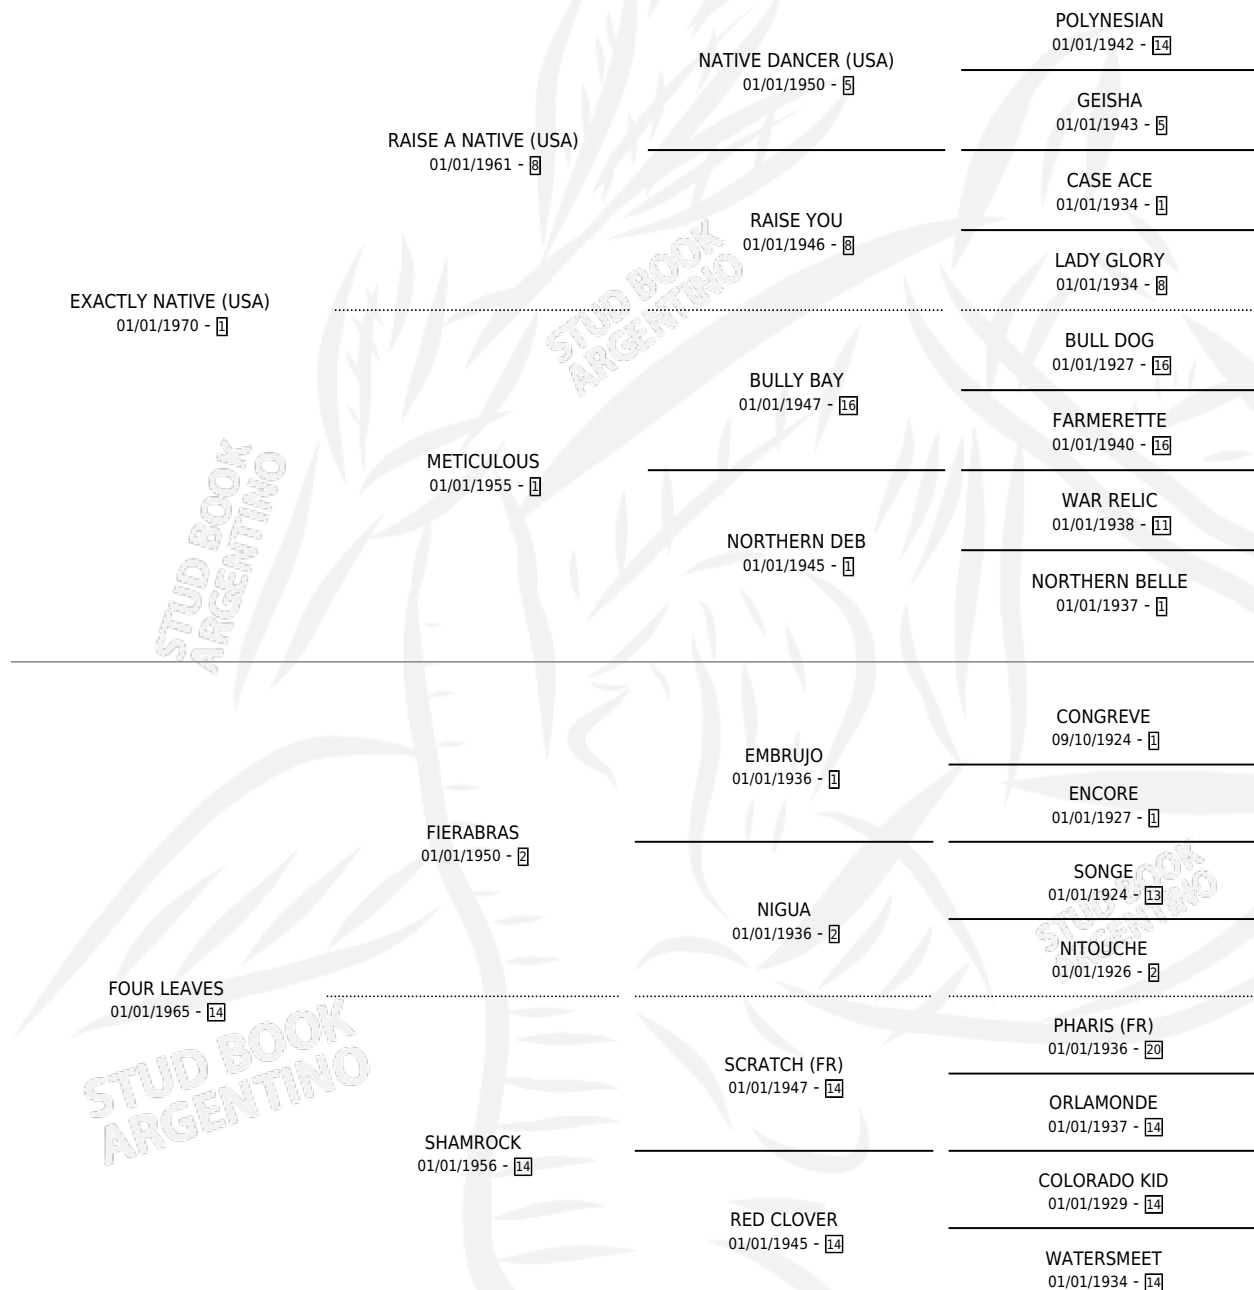 POLYNESIAN
01/01/1942 - 14
NATIVE DANCER (USA)
01/01/1950 - 5
GEISHA
01/01/1943 - 5
RAISE A NATIVE (USA)
01/01/1961 - 8
CASE ACE
01/01/1934 - 1
RAISE YOU
01/01/1946 - 8
LADY GLORY
01/01/1934 - 8
EXACTLY NATIVE (USA)
01/01/1970 - 1
STUD BOOK
ARGENTINO
BULL DOG
01/01/1927 - 16
BULLY BAY
01/01/1947 - 16
FARMERETTE
01/01/1940 - 16
METICULOUS
01/01/1955 - 1
WAR RELIC
01/01/1938 - 11
NORTHERN DEB
01/01/1945 - 1
NORTHERN BELLE
01/01/1937 - 1
STUD BOOK
ARGENTINO
CONGREVE
09/10/1924 - 1
EMBRUJO
01/01/1936 - 1
ENCORE
01/01/1927 - 1
FIERABRAS
01/01/1950 - 2
SONGE
01/01/1924 - 13
NIGUA
01/01/1936 - 2
NITOUCHE
01/01/1926 - 2
STUD BOOK
ARGENTINO
FOUR LEAVES
01/01/1965 - 14
PHARIS (FR)
01/01/1936 - 20
SCRATCH (FR)
01/01/1947 - 14
ORLAMONDE
01/01/1937 - 14
STUD BOOK
ARGENTINO
SHAMROCK
01/01/1956 - 14
COLORADO KID
01/01/1929 - 14
RED CLOVER
01/01/1945 - 14
WATERSMEET
01/01/1934 - 14